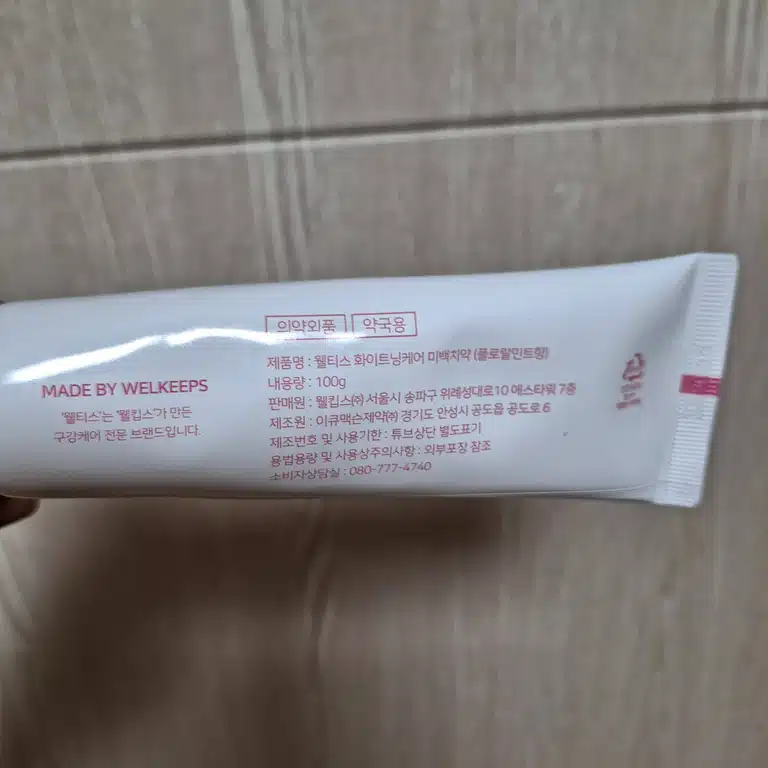 의약외품 약국용
제품명 : 웰티스 화이트닝케어 미백치약 (플로랄민트향)
내용량 : 100g
판매원 : 웰킵스㈜ 서울시 송파구 위례성대로10 에스타워 7층
제조원 : 이큐맥슨제약㈜ 경기도 안성시 공도읍 공도로 6
제조번호 및 사용기한 : 튜브상단 별도표기
용법용량 및 사용상주의사항 : 외부포장 참조
소비자상담실 : 080-777-4740
MADE BY WELKEEPS
'웰티스'는 '웰킵스'가 만든
구강케어 전문 브랜드입니다.